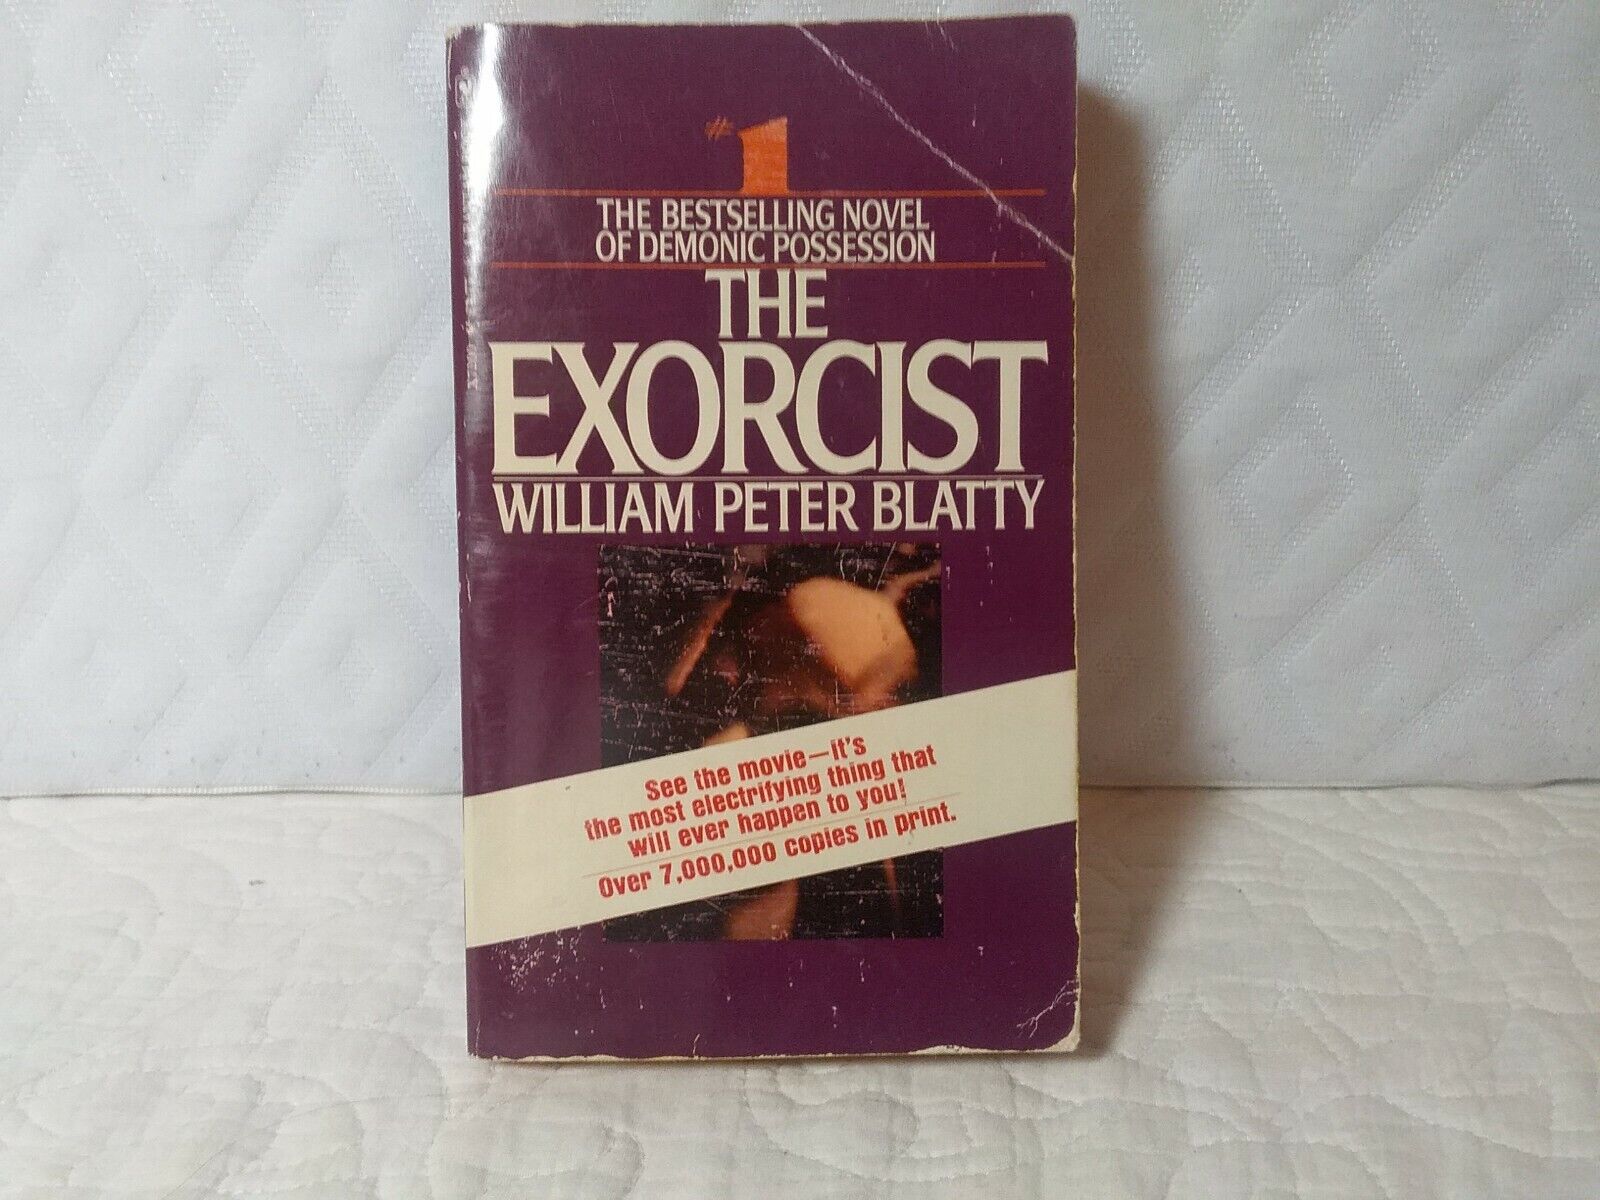 #1
THE BESTSELLING NOVEL
OF DEMONIC POSSESSION
THE
EXORCIST
WILLIAM PETER BLATTY
See the movie—it's
the most electrifying thing that
will ever happen to you!
Over 7,000,000 copies in print.